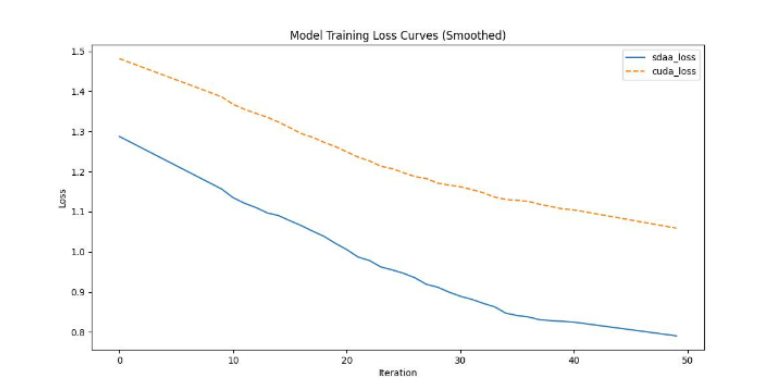 Model Training Loss Curves (Smoothed)
sdaa_loss
cuda_loss
1.5
1.4
1.3
1.2
1.1
1.0
0.9
0.8
Loss
0 10 20 30 40 50
Iteration